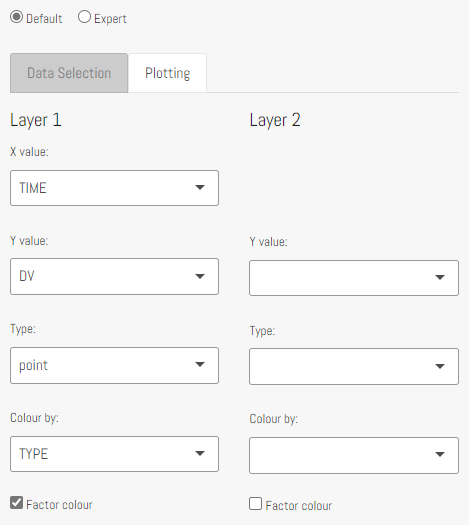 Default Expert
Data Selection Plotting
Layer 1 Layer 2
X value:
TIME
Y value: Y value:
DV
Type: Type:
point
Colour by: Colour by:
TYPE
Factor colour Factor colour